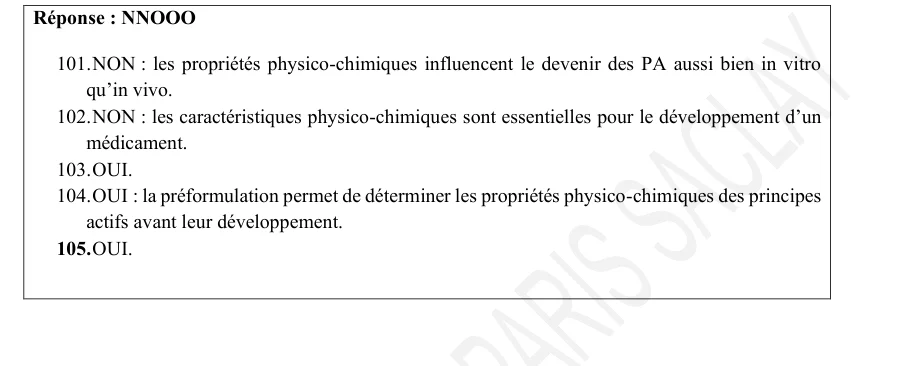 Réponse : NNOOO
101.NON : les propriétés physico-chimiques influencent le devenir des PA aussi bien in vitro
qu’in vivo.
102.NON : les caractéristiques physico-chimiques sont essentielles pour le développement d’un
médicament.
103.OUI.
104.OUI : la préformulation permet de déterminer les propriétés physico-chimiques des principes
actifs avant leur développement.
105.OUI.
PARIS SACLAY